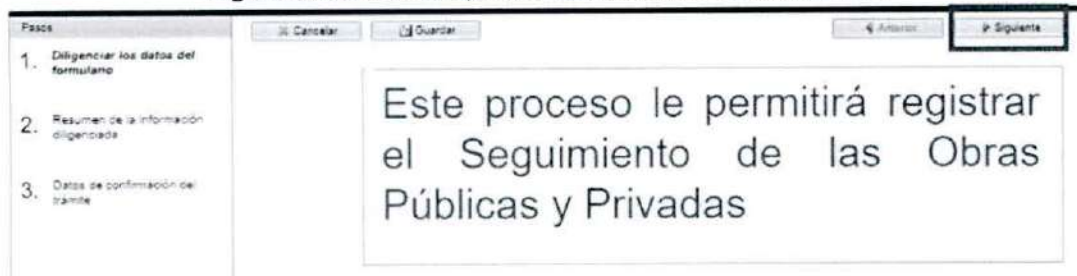 Pasos
Cancelar
Guardar
Anterior
Siguiente
1. Diligenciar los datos del
formulario
2. Resumen de la información
diligenciada
3. Datos de confirmación del
trámite
Este proceso le permitirá registrar
el Seguimiento de las Obras
Públicas y Privadas